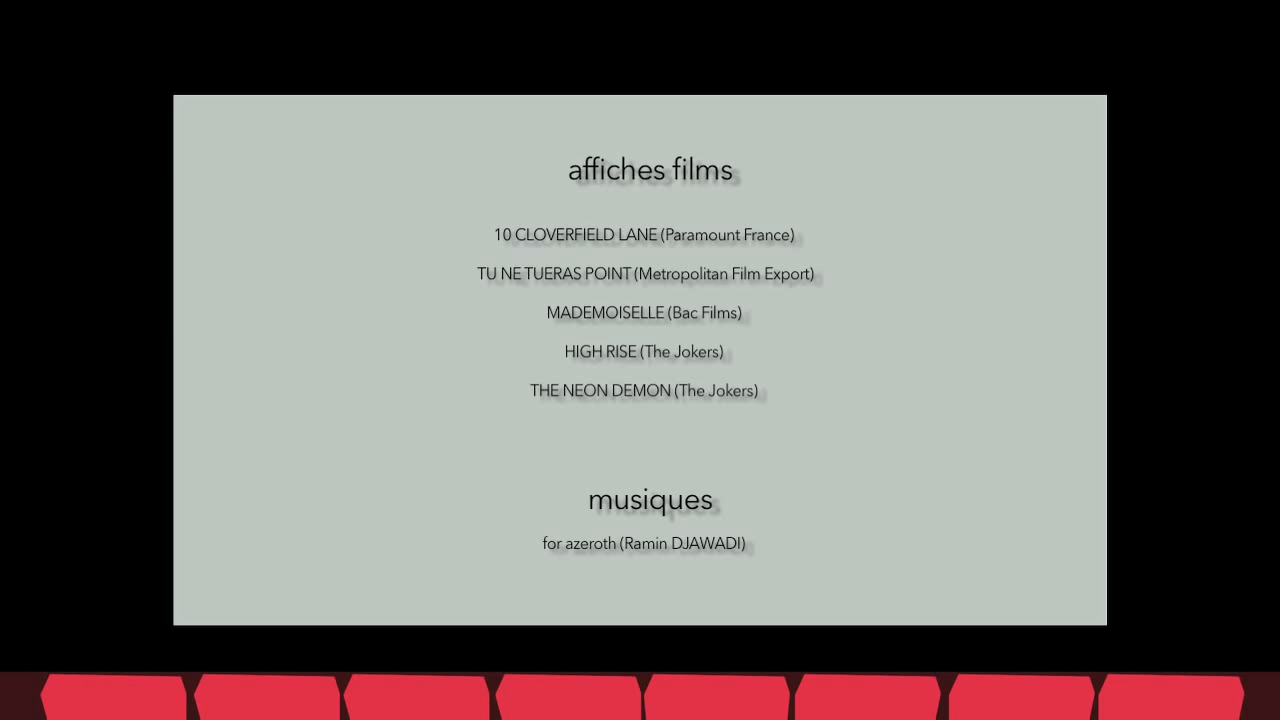 affiches films
10 CLOVERFIELD LANE (Paramount France)
TU NE TUERAS POINT (Metropolitan Film Export)
MADEMOISELLE (Bac Films)
HIGH RISE (The Jokers)
THE NEON DEMON (The Jokers)
musiques
for azeroth (Ramin DJAWADI)